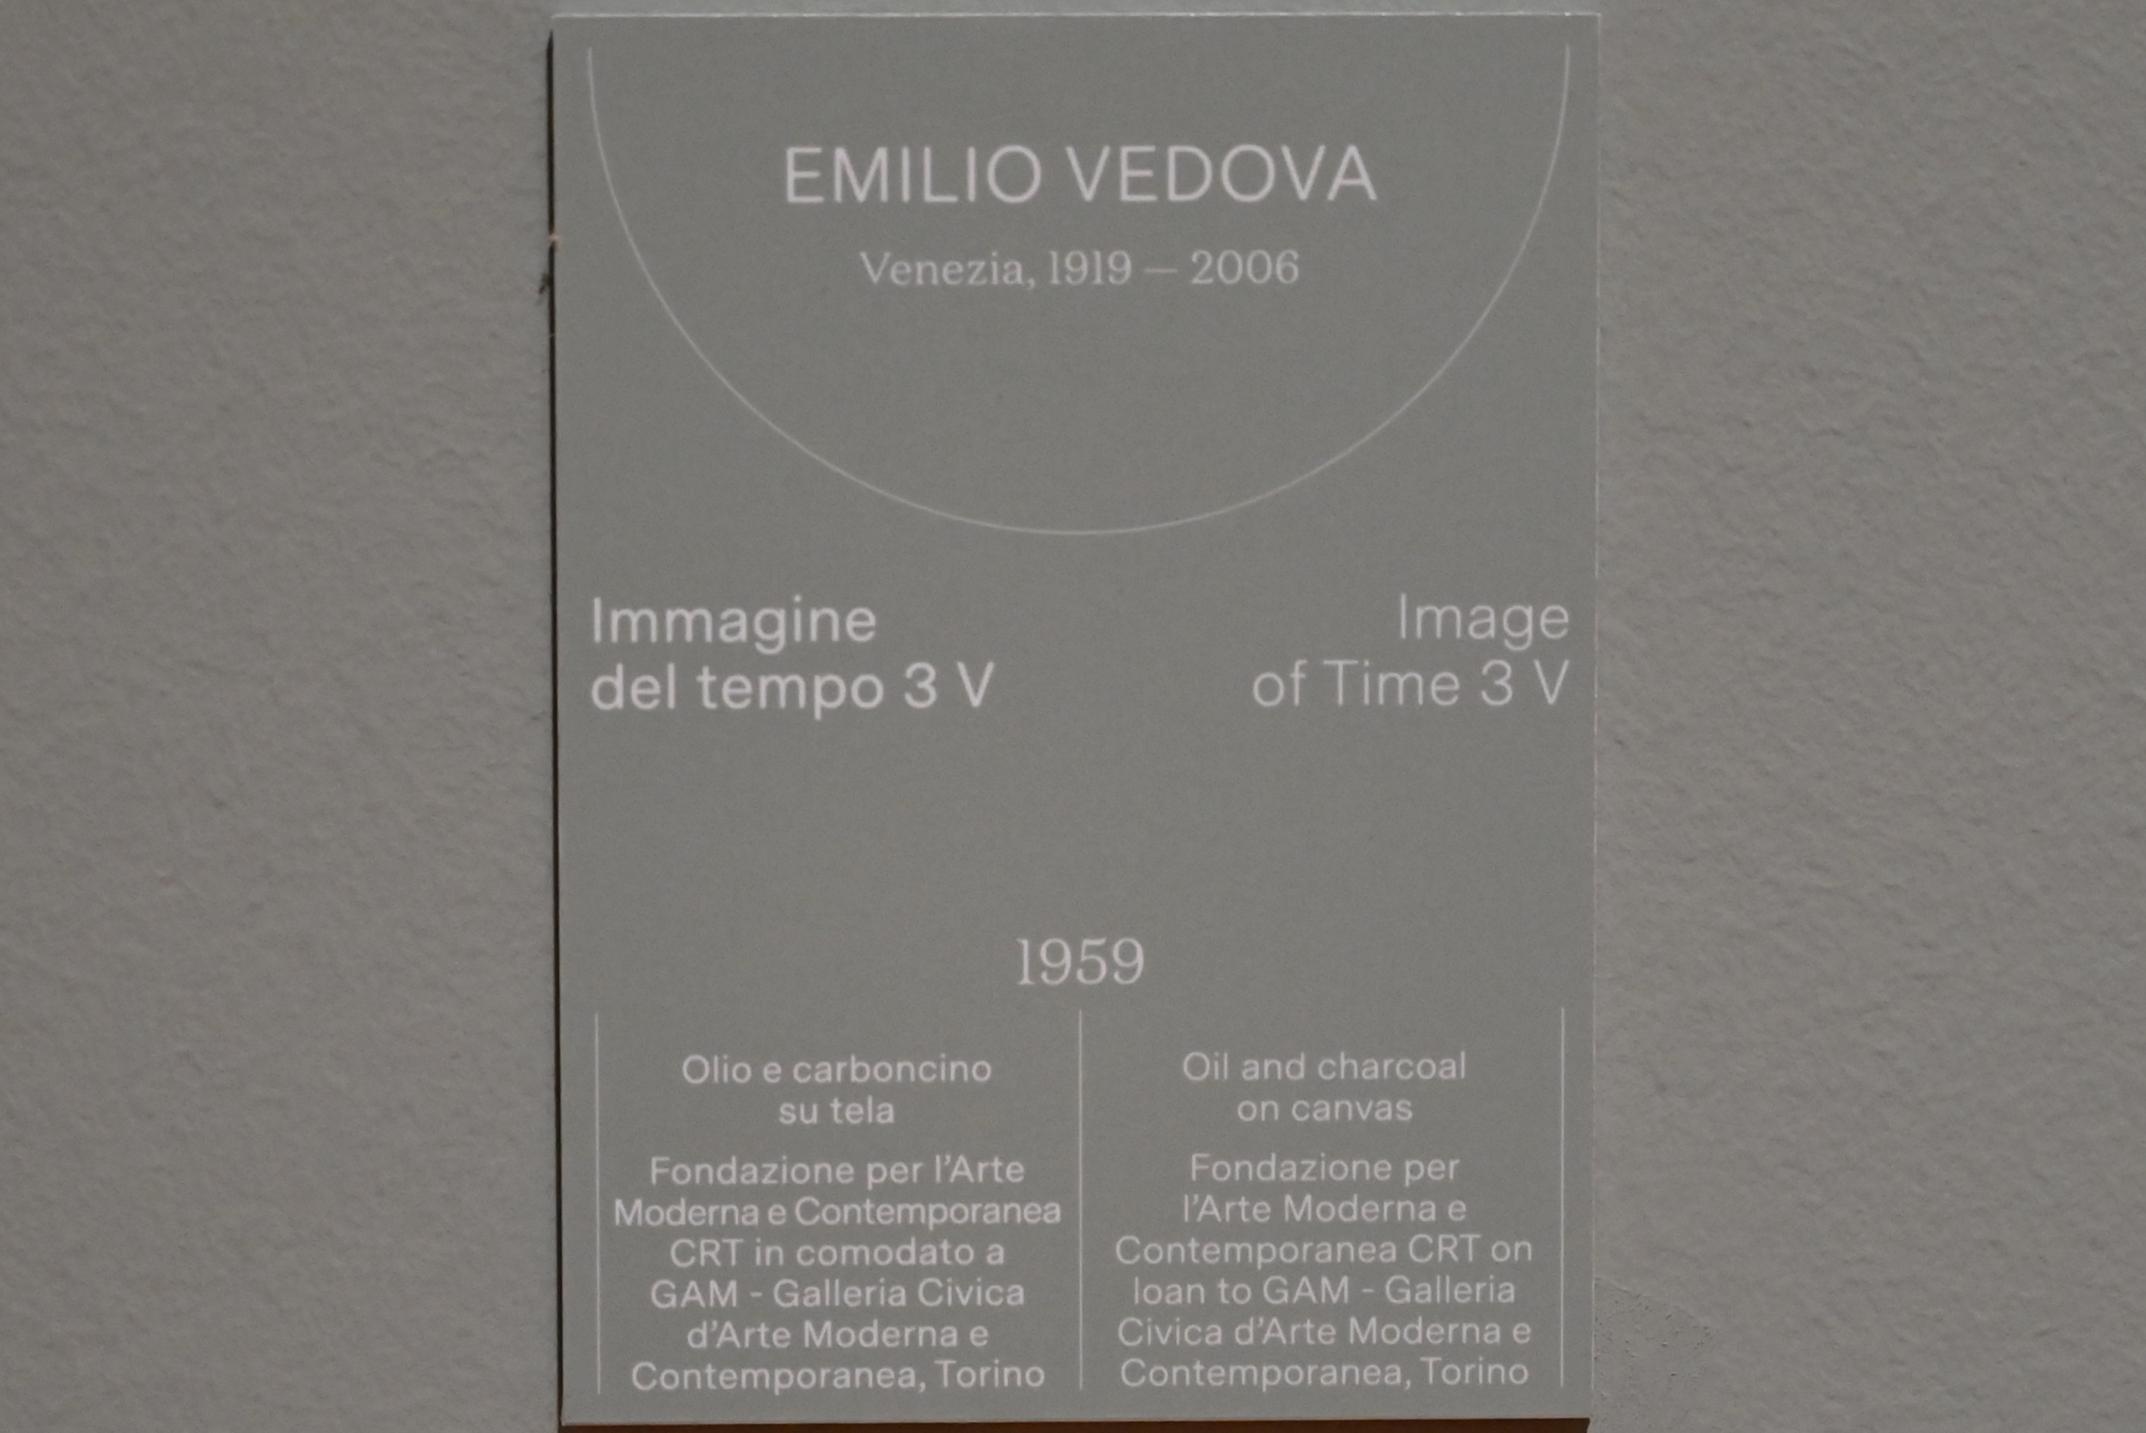 EMILIO VEDOVA
Venezia, 1919 — 2006
Immagine
del tempo 3 V
Image
of Time 3 V
1959
Olio e carboncino
su tela
Fondazione per l’Arte
Moderna e Contemporanea
CRT in comodato a
GAM - Galleria Civica
d’Arte Moderna e
Contemporanea, Torino
Oil and charcoal
on canvas
Fondazione per
l’Arte Moderna e
Contemporanea CRT on
loan to GAM - Galleria
Civica d’Arte Moderna e
Contemporanea, Torino